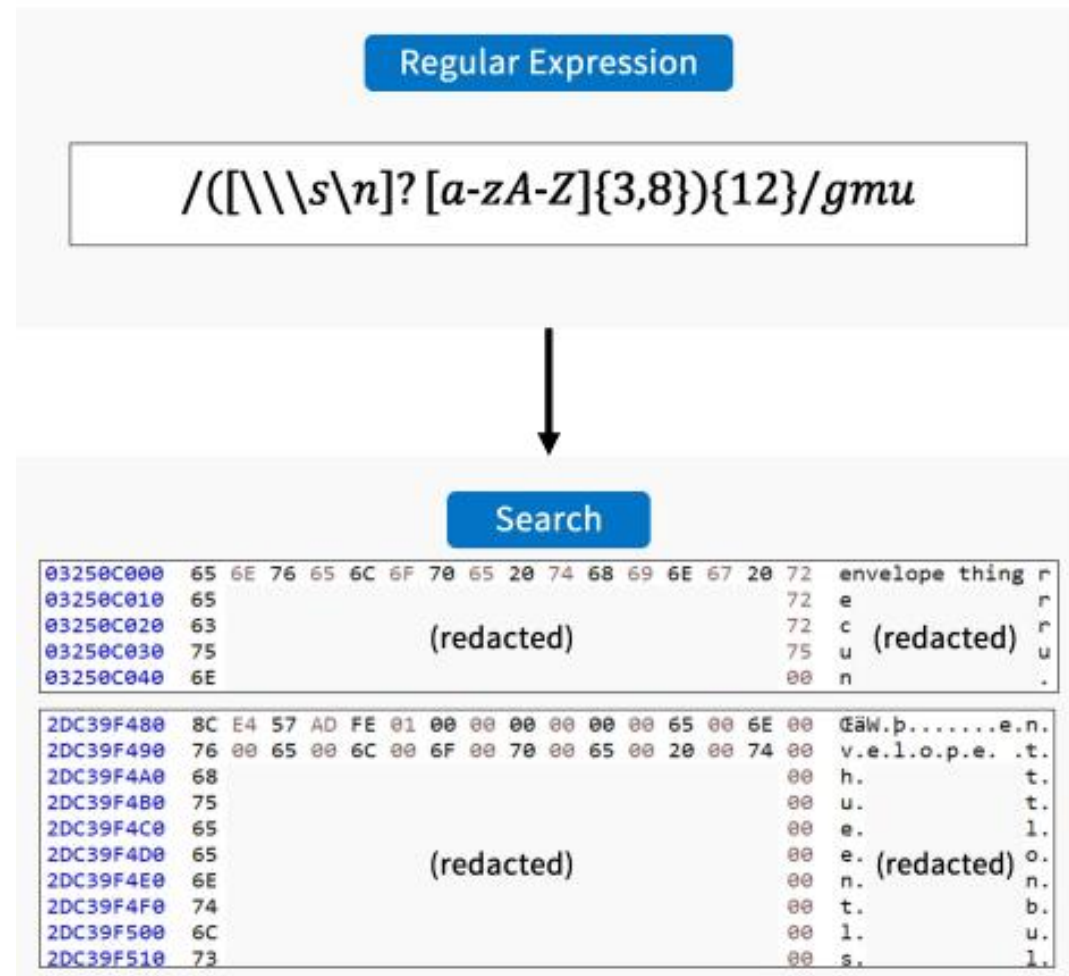 Regular Expression
/([\\\s\n]?[a-zA-Z]{3,8}){12}/gmu
Search
03250C000 65 6E 76 65 6C 6F 70 65 20 74 68 69 6E 67 20 72 envelope thing r
03250C010 65 72 e r
03250C020 63 (redacted) 72 c (redacted) r
03250C030 75 75 u u
03250C040 6E 00 n .
2DC39F480 8C E4 57 AD FE 01 00 00 00 00 00 00 65 00 6E 00 ŒäW.þ.......e.n.
2DC39F490 76 00 65 00 6C 00 6F 00 70 00 65 00 20 00 74 00 v.e.l.o.p.e. .t.
2DC39F4A0 68 00 h. t.
2DC39F4B0 75 00 u. t.
2DC39F4C0 65 00 e. l.
2DC39F4D0 65 (redacted) 00 e. (redacted) o.
2DC39F4E0 6E 00 n. n.
2DC39F4F0 74 00 t. b.
2DC39F500 6C 00 l. u.
2DC39F510 73 00 s. l.